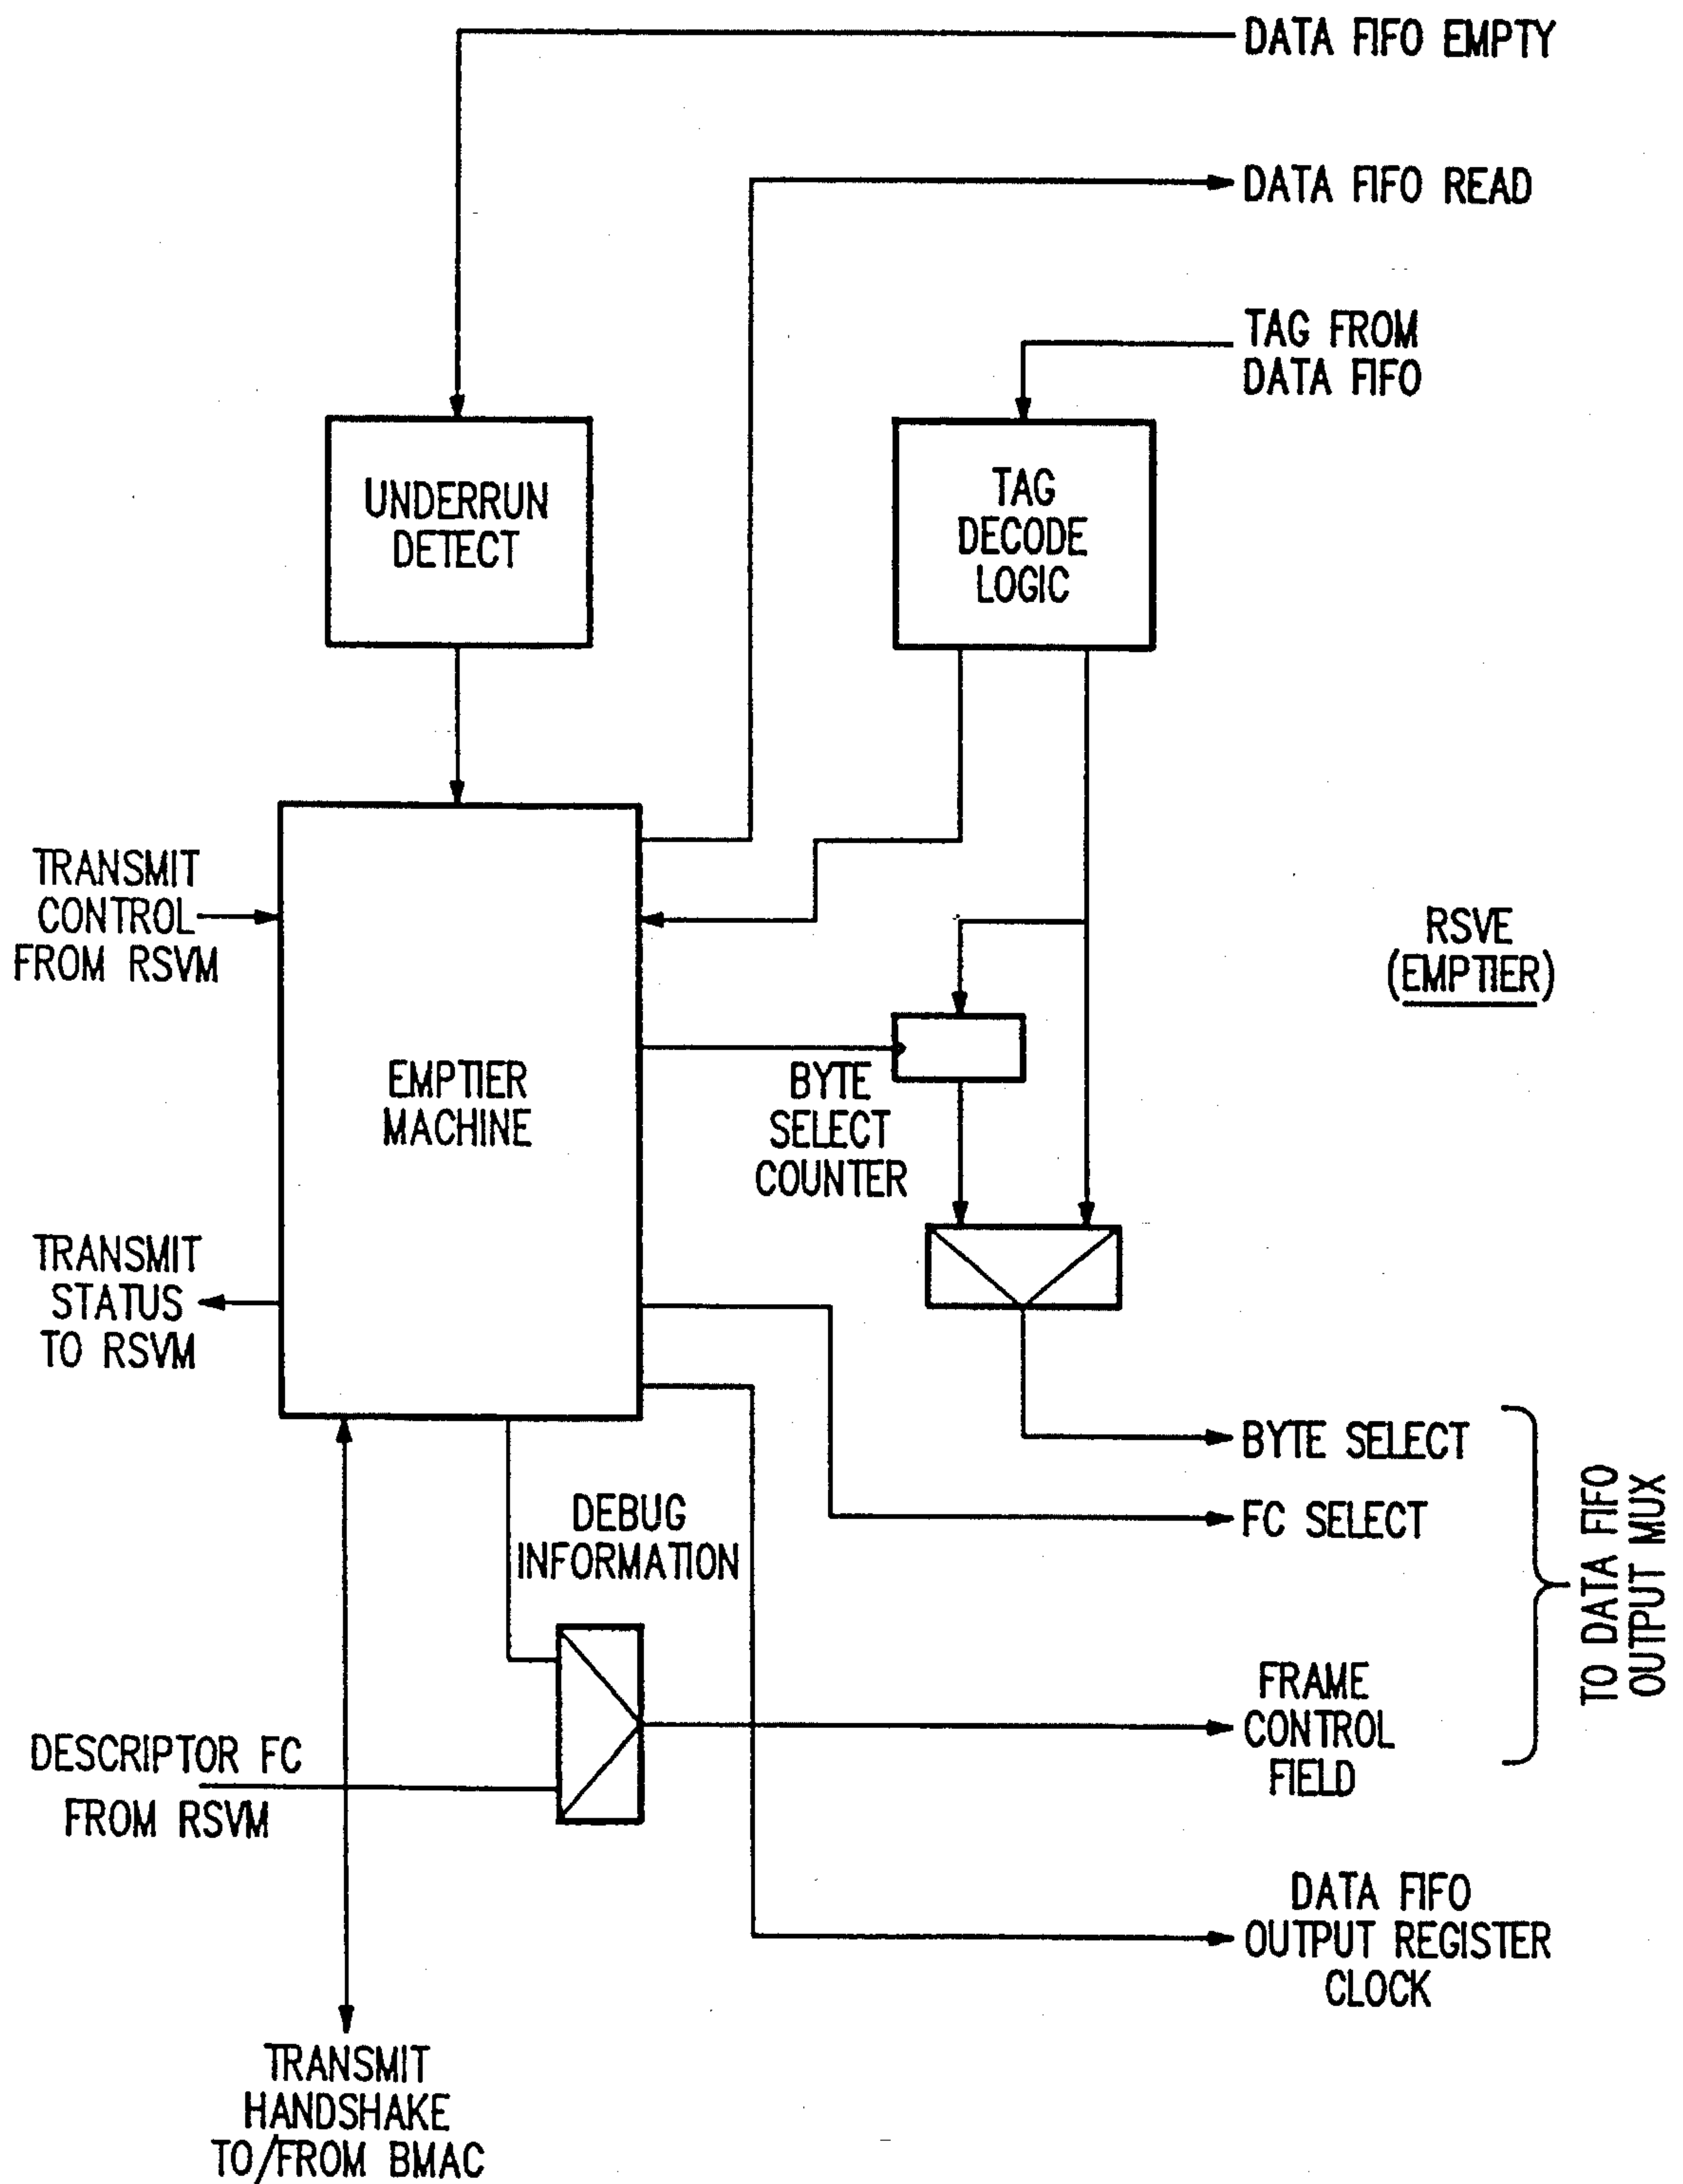 DATA FIFO EMPTY
DATA FIFO READ
TAG FROM
DATA FIFO
UNDERRUN
DETECT
TAG
DECODE
LOGIC
TRANSMIT
CONTROL
FROM RSVM
RSVE
(EMPTIER)
EMPTIER
MACHINE
BYTE
SELECT
COUNTER
TRANSMIT
STATUS
TO RSVM
BYTE SELECT
FC SELECT
TO DATA FIFO
OUTPUT MUX
DEBUG
INFORMATION
FRAME
CONTROL
FIELD
DESCRIPTOR FC
FROM RSVM
DATA FIFO
OUTPUT REGISTER
CLOCK
TRANSMIT
HANDSHAKE
TO/FROM BMAC